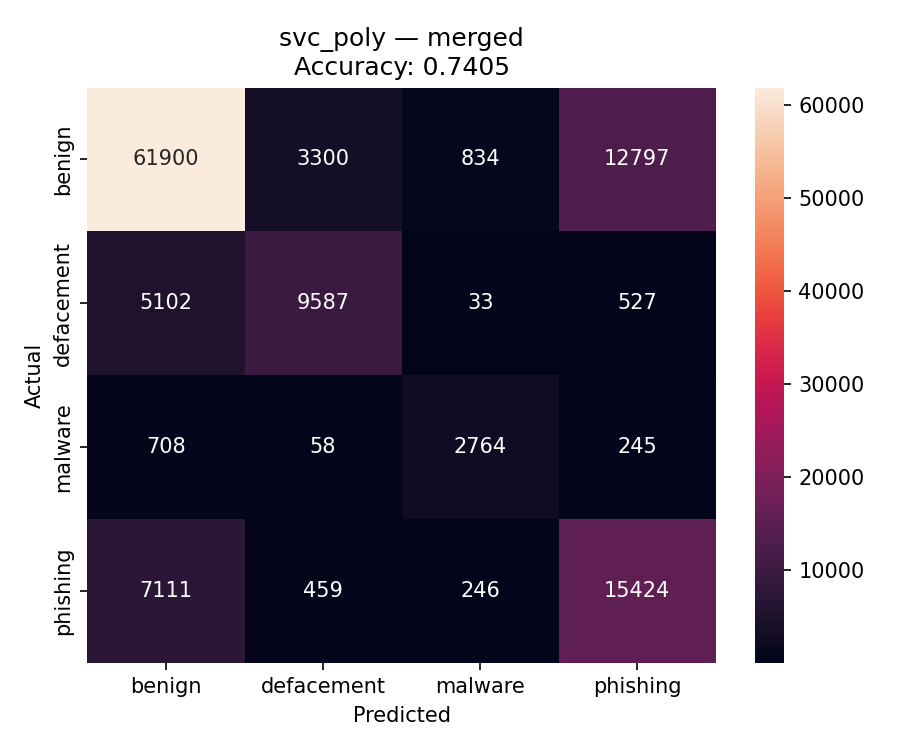 svc_poly — merged
Accuracy: 0.7405
benign
61900 3300 834 12797
60000
50000
defacement
5102 9587 33 527
40000
Actual
30000
malware
708 58 2764 245
20000
phishing
7111 459 246 15424
10000
benign defacement malware phishing
Predicted